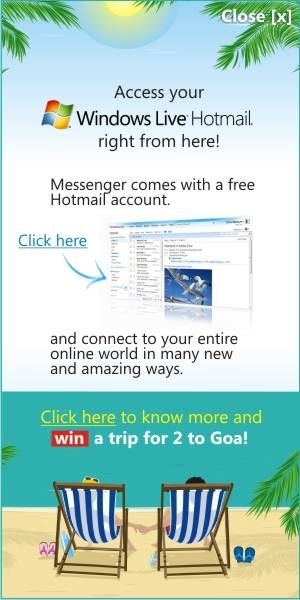 Close [x]
Access your
Windows Live Hotmail
right from here!
Messenger comes with a free
Hotmail account.
Click here
and connect to your entire
online world in many new
and amazing ways.
Click here to know more and
win a trip for 2 to Goa!